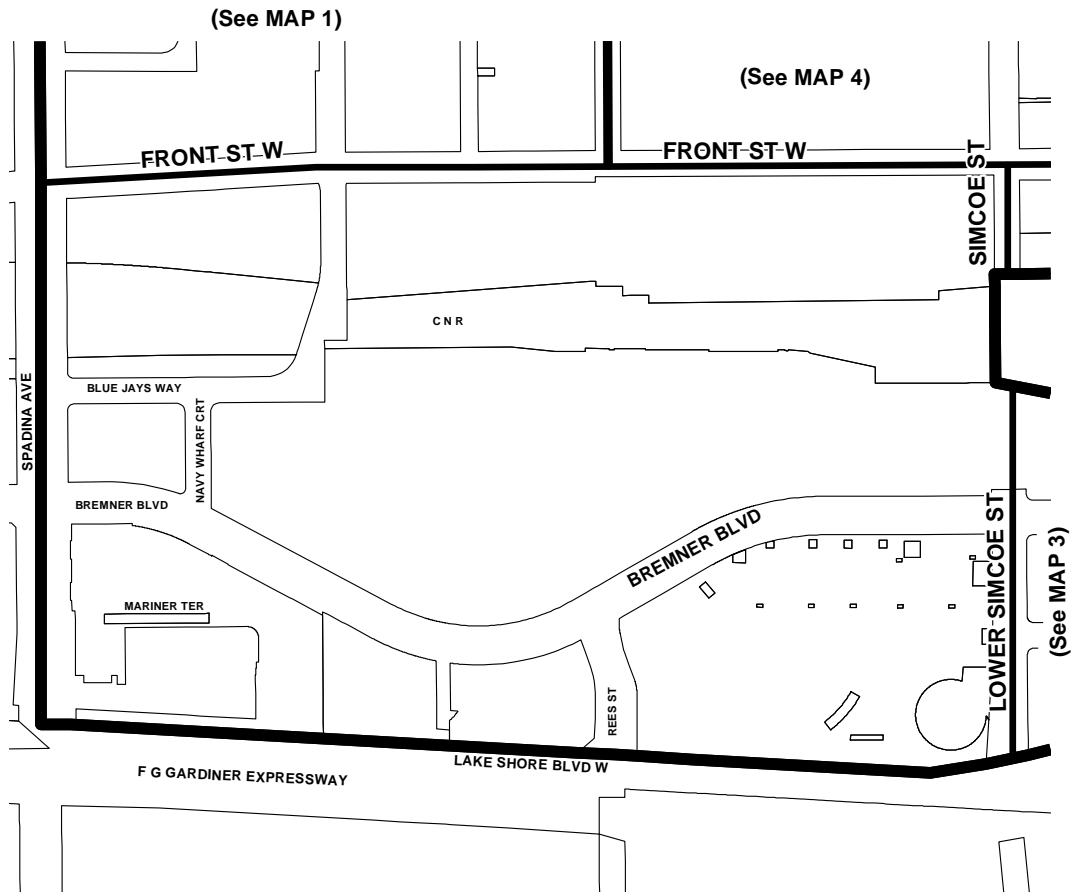 (See MAP 1)
(See MAP 4)
FRONT ST W
FRONT ST W
SIMCOE ST
C N R
SPADINA AVE
BLUE JAYS WAY
NAVY WHARF CRT
BREMNER BLVD
BREMNER BLVD
LOWER SIMCOE ST
(See MAP 3)
MARINER TER
REES ST
LAKE SHORE BLVD W
F G GARDINER EXPRESSWAY